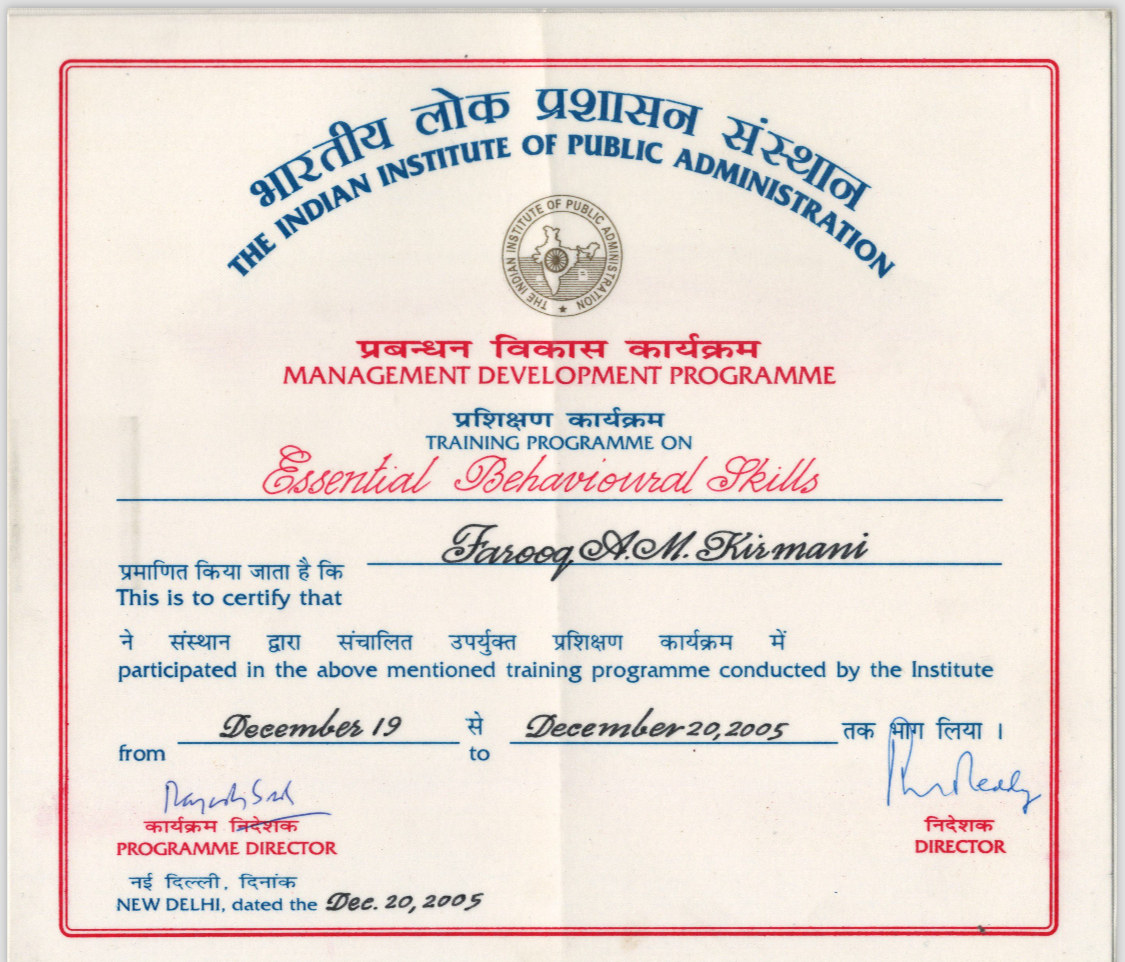 भारतीय लोक प्रशासन संस्थान
THE INDIAN INSTITUTE OF PUBLIC ADMINISTRATION
THE INDIAN INSTITUTE OF PUBLIC ADMINISTRATION
प्रबन्धन विकास कार्यक्रम
MANAGEMENT DEVELOPMENT PROGRAMME
प्रशिक्षण कार्यक्रम
TRAINING PROGRAMME ON
Essential Behavioural Skills
Farooq A.M. Kirmani
प्रमाणित किया जाता है कि
This is to certify that
ने संस्थान द्वारा संचालित उपर्युक्त प्रशिक्षण कार्यक्रम में
participated in the above mentioned training programme conducted by the Institute
December 19 से December 20, 2005 तक भाग लिया ।
from to
कार्यक्रम निदेशक
PROGRAMME DIRECTOR
निदेशक
DIRECTOR
नई दिल्ली, दिनांक
NEW DELHI, dated the Dec. 20, 2005